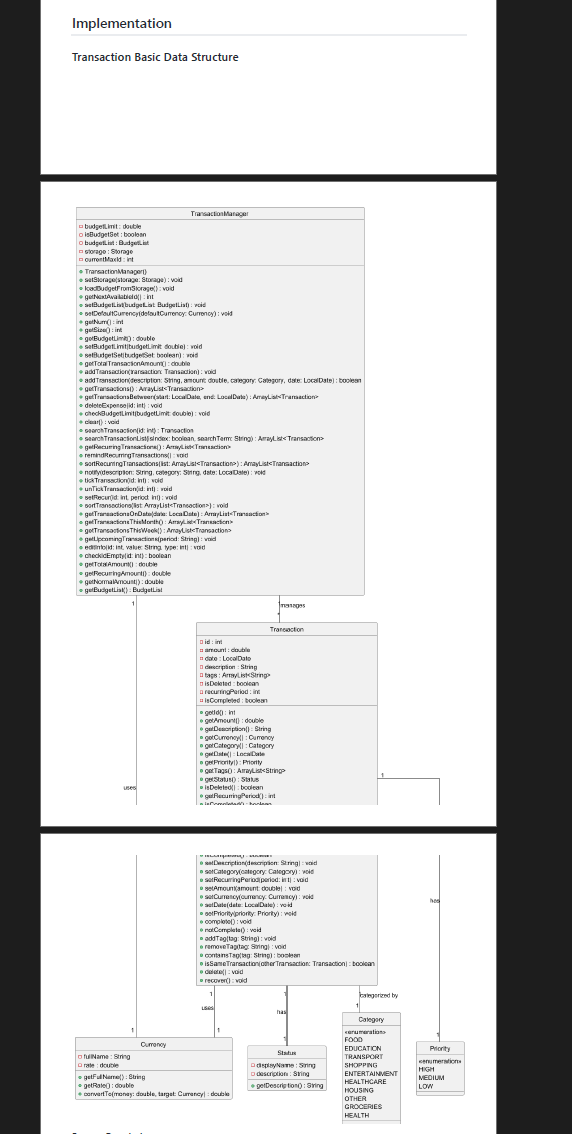 Implementation
Transaction Basic Data Structure
TransactionManager
budgetLimit : double
isBudgetSet : boolean
budgetList : BudgetList
storage : Storage
currentMaxId : int
TransactionManager()
setStorage(storage: Storage) : void
loadBudgetFromStorage() : void
getNextAvailableId() : int
setBudgetList(budgetList: BudgetList) : void
setDefaultCurrency(defaultCurrency: Currency) : void
getNum() : int
getSize() : int
getBudgetLimit() : double
setBudgetLimit(budgetLimit: double) : void
setBudgetSet(budgetSet: boolean) : void
getTotalTransactionAmount() : double
addTransaction(transaction: Transaction) : void
addTransaction(description: String, amount: double, category: Category, date: LocalDate) : boolean
getTransactions() : ArrayList<Transaction>
getTransactionsBetween(start: LocalDate, end: LocalDate) : ArrayList<Transaction>
deleteExpense(id: int) : void
checkBudgetLimit(budgetLimit: double) : void
clear() : void
searchTransaction(id: int) : Transaction
searchTransactionList(isIndex: boolean, searchTerm: String) : ArrayList<Transaction>
getRecurringTransactions() : ArrayList<Transaction>
remindRecurringTransactions() : void
sortRecurringTransactions(list: ArrayList<Transaction>) : ArrayList<Transaction>
notify(description: String, category: String, date: LocalDate) : void
tickTransaction(id: int) : void
unTickTransaction(id: int) : void
setRecur(id: int, period: int) : void
sortTransactions(list: ArrayList<Transaction>) : void
getTransactionsOnDate(date: LocalDate) : ArrayList<Transaction>
getTransactionsThisMonth() : ArrayList<Transaction>
getTransactionsThisWeek() : ArrayList<Transaction>
getUpcomingTransactions(period: String) : void
editInfo(id: int, value: String, type: int) : void
checkIdEmpty(id: int) : boolean
getTotalAmount() : double
getRecurringAmount() : double
getNormalAmount() : double
getBudgetList() : BudgetList
1
manages
*
Transaction
id : int
amount : double
date : LocalDate
description : String
tags : ArrayList<String>
isDeleted : boolean
recurringPeriod : int
isCompleted : boolean
getId() : int
getAmount() : double
getDescription() : String
getCurrency() : Currency
getCategory() : Category
getDate() : LocalDate
getPriority() : Priority
getTags() : ArrayList<String>
getStatus() : Status
1
isDeleted() : boolean
uses
getRecurringPeriod() : int
isCompleted() : boolean
isCompleted() : boolean
setDescription(description: String) : void
setCategory(category: Category) : void
setRecurringPeriod(period: int) : void
setAmount(amount: double) : void
setCurrency(currency: Currency) : void
has
setDate(date: LocalDate) : void
setPriority(priority: Priority) : void
complete() : void
notComplete() : void
addTag(tag: String) : void
removeTag(tag: String) : void
containsTag(tag: String) : boolean
isSameTransaction(otherTransaction: Transaction) : boolean
delete() : void
recover() : void
1
1
categorized by
uses
has
1
1
1
1
1
Currency
fullName : String
rate : double
getFullName() : String
getRate() : double
convertTo(money: double, target: Currency) : double
Status
displayName : String
description : String
getDescription() : String
Category
«enumeration»
FOOD
EDUCATION
TRANSPORT
SHOPPING
ENTERTAINMENT
HEALTHCARE
HOUSING
OTHER
GROCERIES
HEALTH
Priority
«enumeration»
HIGH
MEDIUM
LOW